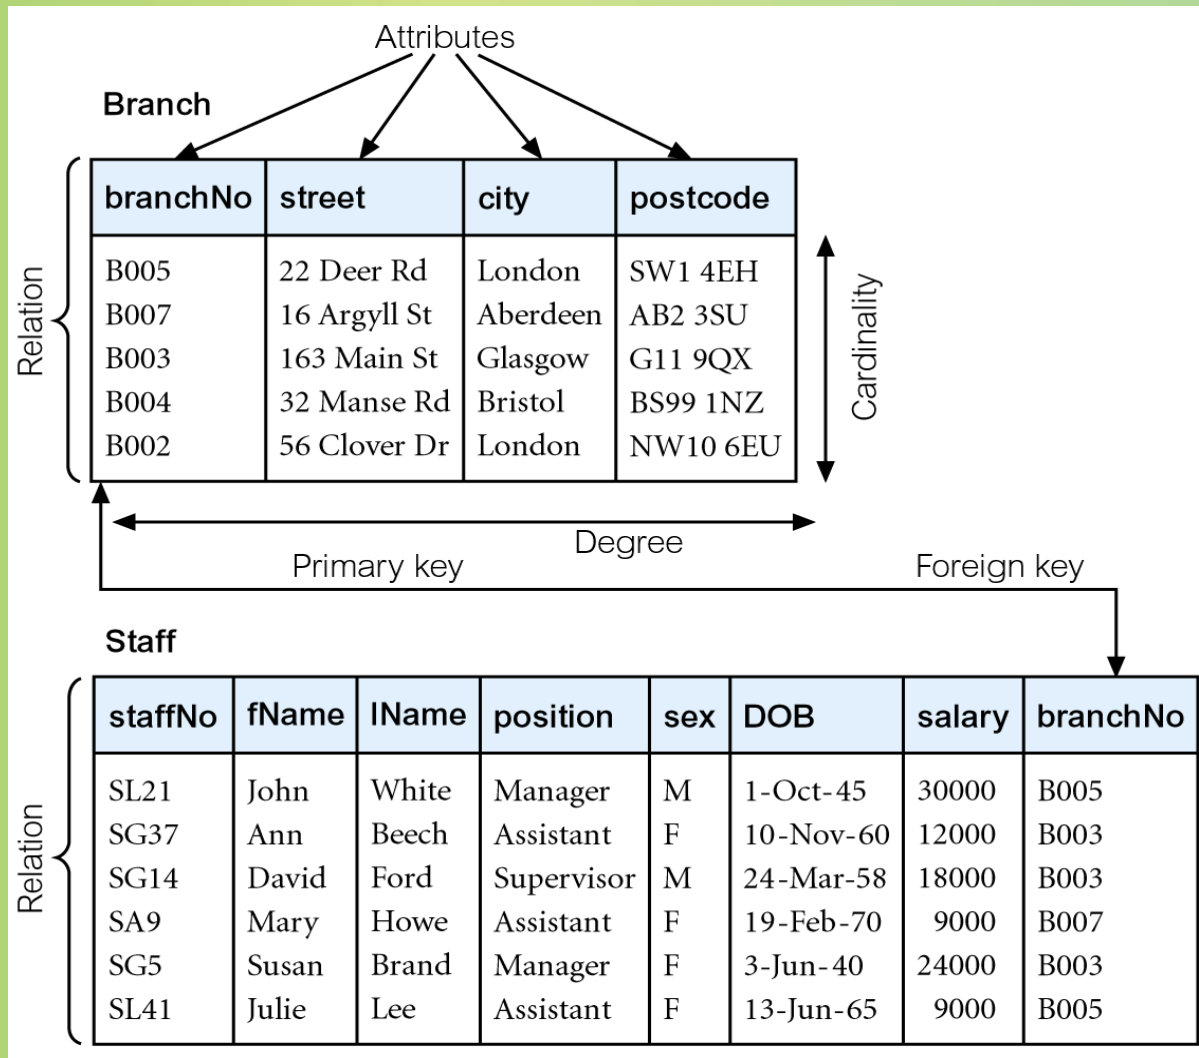 Attributes
Branch
Relation
branchNo street city postcode
B005 22 Deer Rd London SW1 4EH
B007 16 Argyll St Aberdeen AB2 3SU
B003 163 Main St Glasgow G11 9QX
B004 32 Manse Rd Bristol BS99 1NZ
B002 56 Clover Dr London NW10 6EU
Cardinality
Degree
Primary key Foreign key
Staff
Relation
staffNo fName lName position sex DOB salary branchNo
SL21 John White Manager M 1-Oct-45 30000 B005
SG37 Ann Beech Assistant F 10-Nov-60 12000 B003
SG14 David Ford Supervisor M 24-Mar-58 18000 B003
SA9 Mary Howe Assistant F 19-Feb-70 9000 B007
SG5 Susan Brand Manager F 3-Jun-40 24000 B003
SL41 Julie Lee Assistant F 13-Jun-65 9000 B005